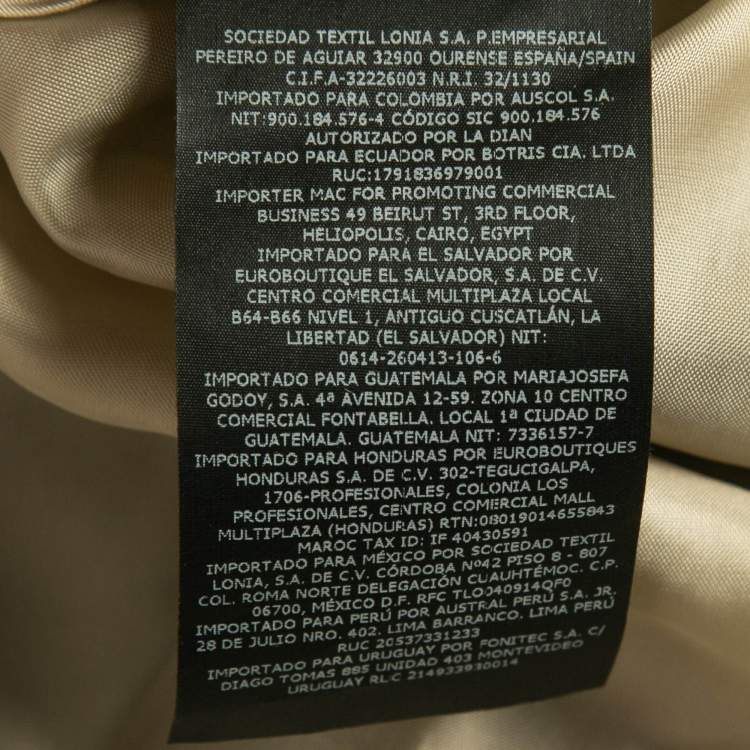 SOCIEDAD TEXTIL LONIA S.A. P.EMPRESARIAL
PEREIRO DE AGUIAR 32900 OURENSE ESPAÑA/SPAIN
C.I.F.A-32226003 N.R.I. 32/1130
IMPORTADO PARA COLOMBIA POR AUSCOL S.A.
NIT:900.184.576-4 CÓDIGO SIC 900.184.576
AUTORIZADO POR LA DIAN
IMPORTADO PARA ECUADOR POR BOTRIS CIA. LTDA
RUC:1791836979001
IMPORTER MAC FOR PROMOTING COMMERCIAL
BUSINESS 49 BEIRUT ST, 3RD FLOOR,
HELIOPOLIS, CAIRO, EGYPT
IMPORTADO PARA EL SALVADOR POR
EUROBOUTIQUE EL SALVADOR, S.A. DE C.V.
CENTRO COMERCIAL MULTIPLAZA LOCAL
B64-B66 NIVEL 1, ANTIGUO CUSCATLÁN, LA
LIBERTAD (EL SALVADOR) NIT:
0614-260413-106-6
IMPORTADO PARA GUATEMALA POR MARIAJOSEFA
GODOY, S.A. 4ª AVENIDA 12-59. ZONA 10 CENTRO
COMERCIAL FONTABELLA. LOCAL 1ª CIUDAD DE
GUATEMALA. GUATEMALA NIT: 7336157-7
IMPORTADO PARA HONDURAS POR EUROBOUTIQUES
HONDURAS S.A. DE C.V. 302-TEGUCIGALPA,
1706-PROFESIONALES, COLONIA LOS
PROFESIONALES, CENTRO COMERCIAL MALL
MULTIPLAZA (HONDURAS) RTN:08019014655843
MAROC TAX ID: IF 40430591
IMPORTADO PARA MÉXICO POR SOCIEDAD TEXTIL
LONIA, S.A. DE C.V. CÓRDOBA Nº42 PISO 8 - 807
COL. ROMA NORTE DELEGACIÓN CUAUHTÉMOC. C.P.
06700, MÉXICO D.F. RFC TLO040914QF0
IMPORTADO PARA PERÚ POR AUSTRAL PERÚ S.A. JR.
28 DE JULIO NRO. 402. LIMA BARRANCO. LIMA PERÚ
RUC 20537331233
IMPORTADO PARA URUGUAY POR FONITEC S.A. C/
DIAGO TOMAS 885 UNIDAD 403 MONTEVIDEO
URUGUAY RUC 214933930014